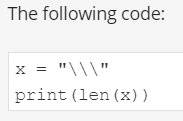 The following code:
x = "\\\"
print(len(x))